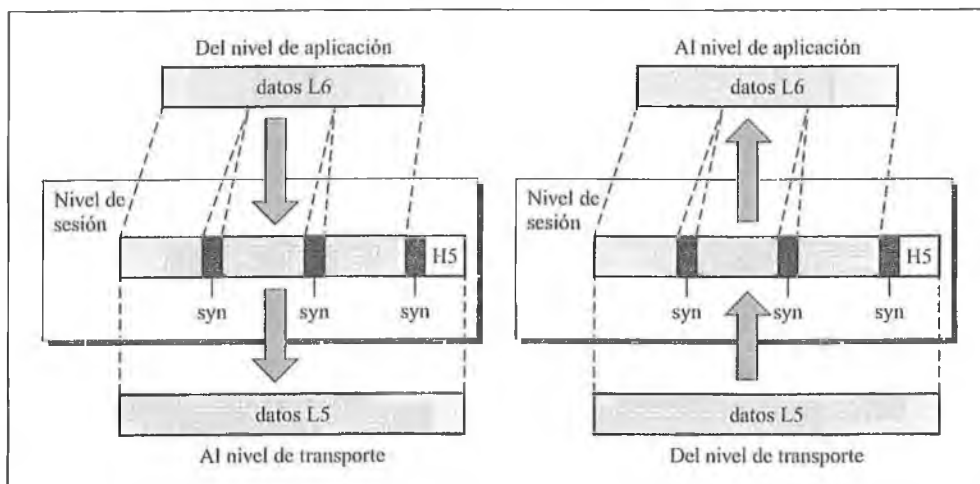 Del nivel de aplicación
datos L6
Nivel de
sesión
H5
syn
syn
syn
datos L5
Al nivel de transporte
Al nivel de aplicación
datos L6
Nivel de
sesión
H5
syn
syn
syn
datos L5
Del nivel de transporte